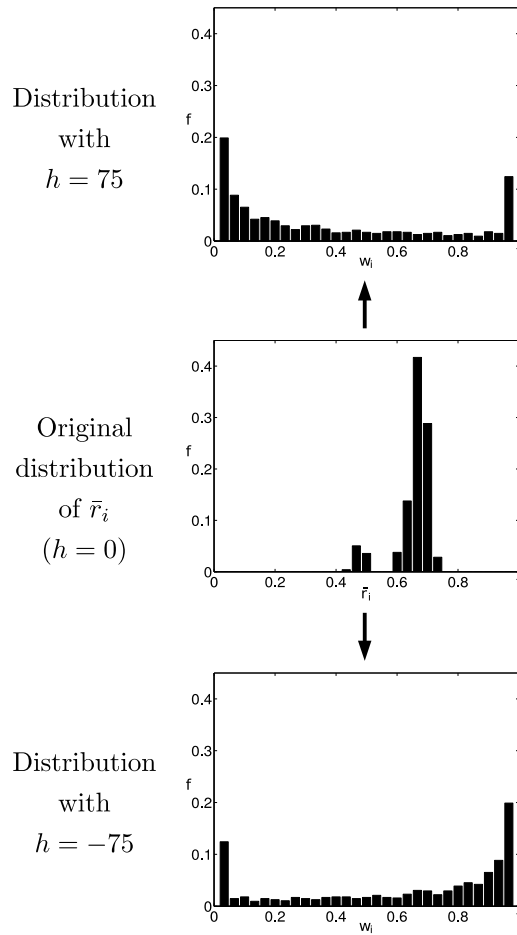 Distribution
with
h = 75
f
0.4
0.3
0.2
0.1
0
0 0.2 0.4 0.6 0.8
w_i
Original
distribution
of r̄_i
(h = 0)
f
0.4
0.3
0.2
0.1
0
0 0.2 0.4 0.6 0.8
r̄_i
Distribution
with
h = −75
f
0.4
0.3
0.2
0.1
0
0 0.2 0.4 0.6 0.8
w_i